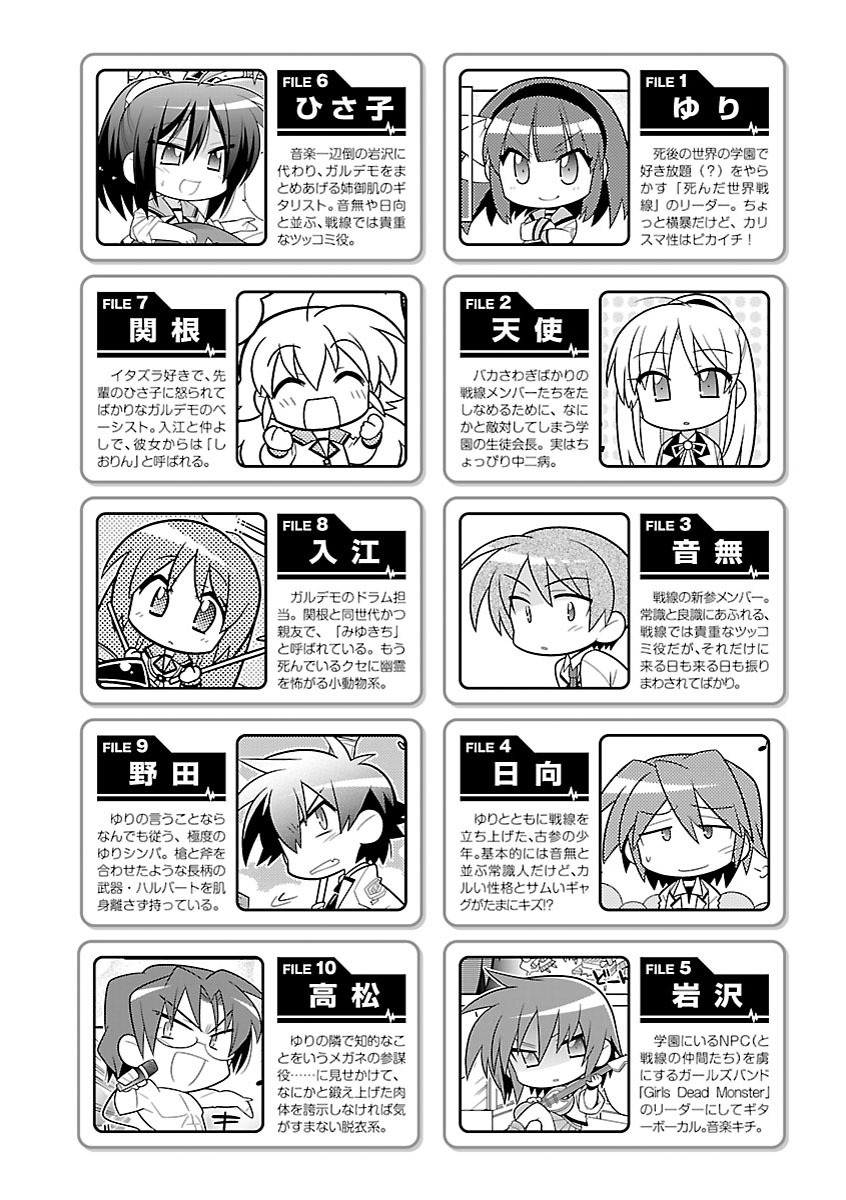 FILE 1
ゆり
死後の世界の学園で
好き放題（？）をやら
かす「死んだ世界戦
線」のリーダー。ちょ
っと横暴だけど、カリ
スマ性はピカイチ！
FILE 2
天使
バカさわぎばかりの
戦線メンバーたちをた
しなめるために、なに
かと敵対してしまう学
園の生徒会長。実はち
ょっぴり中二病。
FILE 3
音無
戦線の新参メンバー。
常識と良識にあふれる、
戦線では貴重なツッコ
ミ役だが、それだけに
来る日も来る日も振り
まわされてばかり。
FILE 4
日向
ゆりとともに戦線を
立ち上げた、古参の少
年。基本的には音無と
並ぶ常識人だけど、カ
ルい性格とサムいギャ
グがたまにキズ!?
FILE 5
岩沢
学園にいるNPC（と
戦線の仲間たち）を虜
にするガールズバンド
「Girls Dead Monster」
のリーダーにしてギタ
ーボーカル。音楽キチ。
FILE 6
ひさ子
音楽一辺倒の岩沢に
代わり、ガルデモをま
とめあげる姉御肌のギ
タリスト。音無や日向
と並ぶ、戦線では貴重
なツッコミ役。
FILE 7
関根
イタズラ好きで、先
輩のひさ子に怒られて
ばかりなガルデモのベ
ーシスト。入江と仲よ
しで、彼女からは「し
おりん」と呼ばれる。
FILE 8
入江
ガルデモのドラム担
当。関根と同世代かつ
親友で、「みゆきち」
と呼ばれている。もう
死んでいるクセに幽霊
を怖がる小動物系。
FILE 9
野田
ゆりの言うことなら
なんでも従う、極度の
ゆりシンパ。槍と斧を
合わせたような長柄の
武器・ハルバートを肌
身離さず持っている。
FILE 10
高松
ゆりの隣で知的なこ
とをいうメガネの参謀
役……に見せかけて、
なにかと鍛え上げた肉
体を誇示しなければ気
がすまない脱衣系。